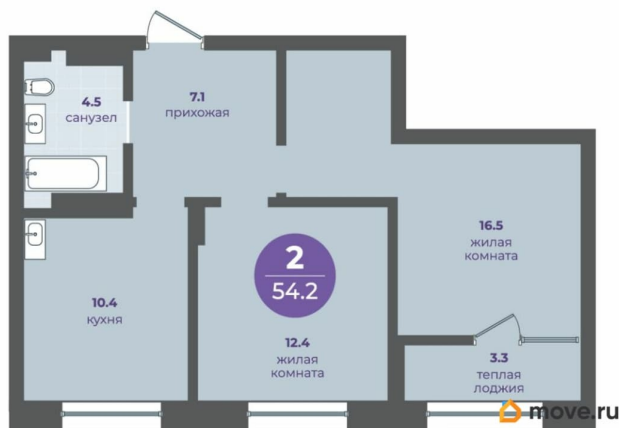 4.5
санузел
7.1
прихожая
16.5
жилая
комната
2
54.2
10.4
кухня
12.4
жилая
комната
3.3
теплая
лоджия
move.ru